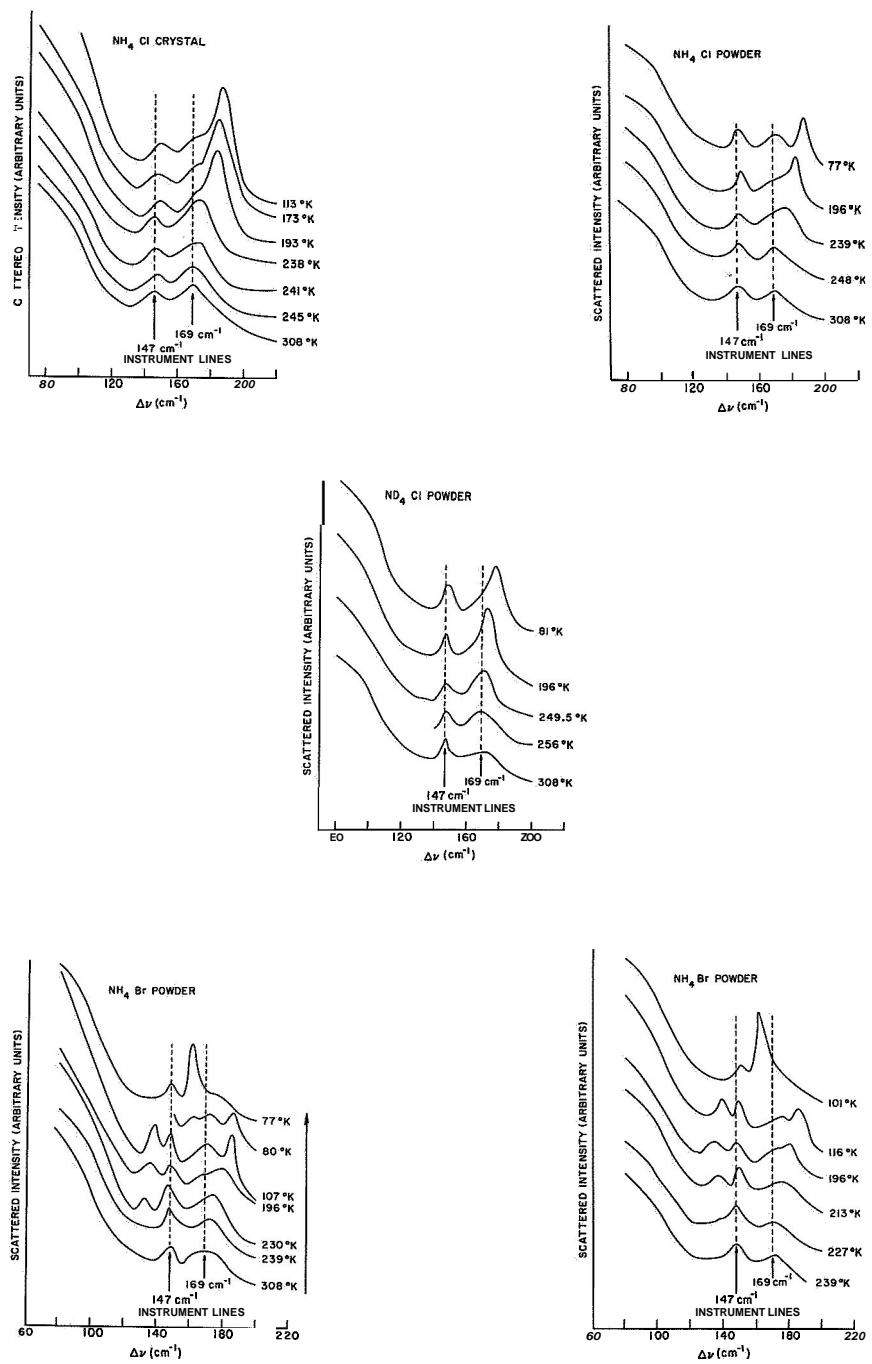 NH4 Cl CRYSTAL
C TTERED T:NSITY (ARBITRARY UNITS)
113 °K
173 °K
193 °K
238 °K
241 °K
245 °K
308 °K
147 cm-1
169 cm-1
INSTRUMENT LINES
80 120 160 200
Δν (cm-1)
NH4 Cl POWDER
SCATTERED INTENSITY (ARBITRARY UNITS)
77 °K
196 °K
239 °K
248 °K
308 °K
147 cm-1
169 cm-1
INSTRUMENT LINES
80 120 160 200
Δν (cm-1)
ND4 Cl POWDER
SCATTERED INTENSITY (ARBITRARY UNITS)
81 °K
196 °K
249.5 °K
256 °K
308 °K
147 cm-1
169 cm-1
INSTRUMENT LINES
EO 120 160 ZOO
Δν (cm-1)
NH4 Br POWDER
SCATTERED INTENSITY (ARBITRARY UNITS)
77 °K
80 °K
107 °K
196 °K
230 °K
239 °K
308 °K
147 cm-1
169 cm-1
INSTRUMENT LINES
60 100 140 180 220
Δν (cm-1)
NH4 Br POWDER
SCATTERED INTENSITY (ARBITRARY UNITS)
101 °K
116 °K
196 °K
213 °K
227 °K
239 °K
147 cm-1
169 cm-1
INSTRUMENT LINES
60 100 140 180 220
Δν (cm-1)